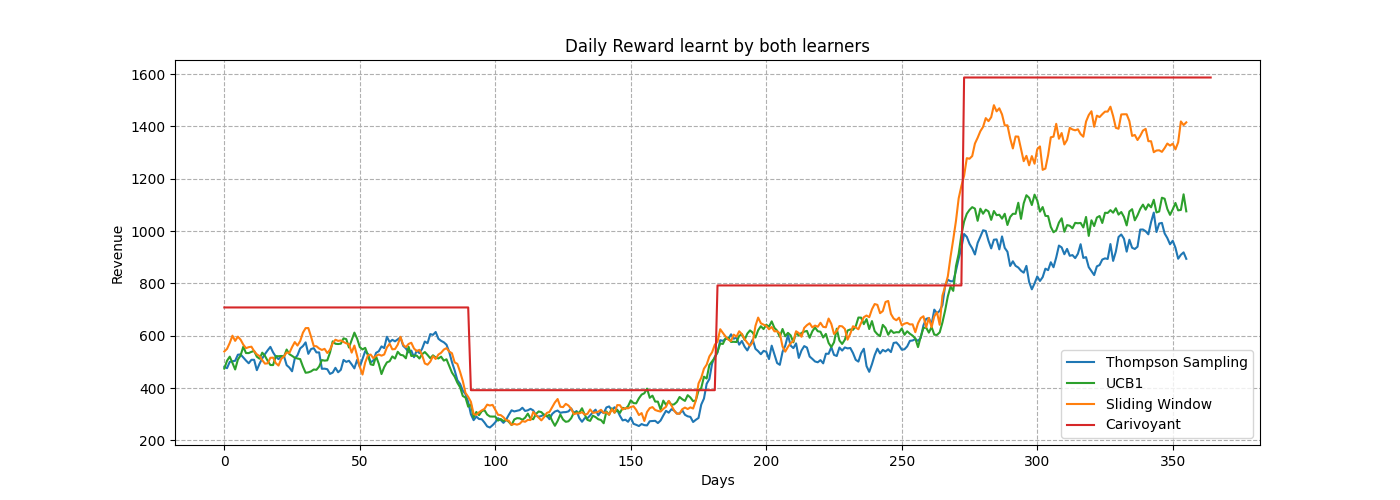 Daily Reward learnt by both learners
1600
1400
1200
1000
800
600
400
200
Revenue
0 50 100 150 200 250 300 350
Days
Thompson Sampling
UCB1
Sliding Window
Carivoyant